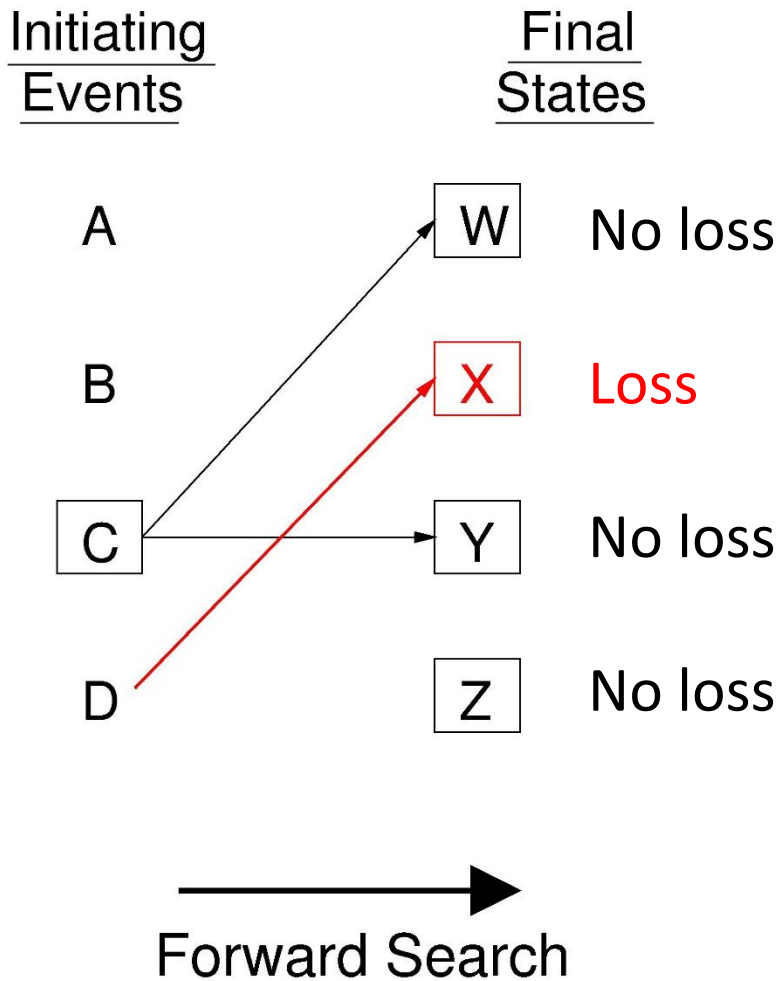 Initiating Events
Final States
A
W No loss
B
X Loss
C
Y No loss
D
Z No loss
Forward Search